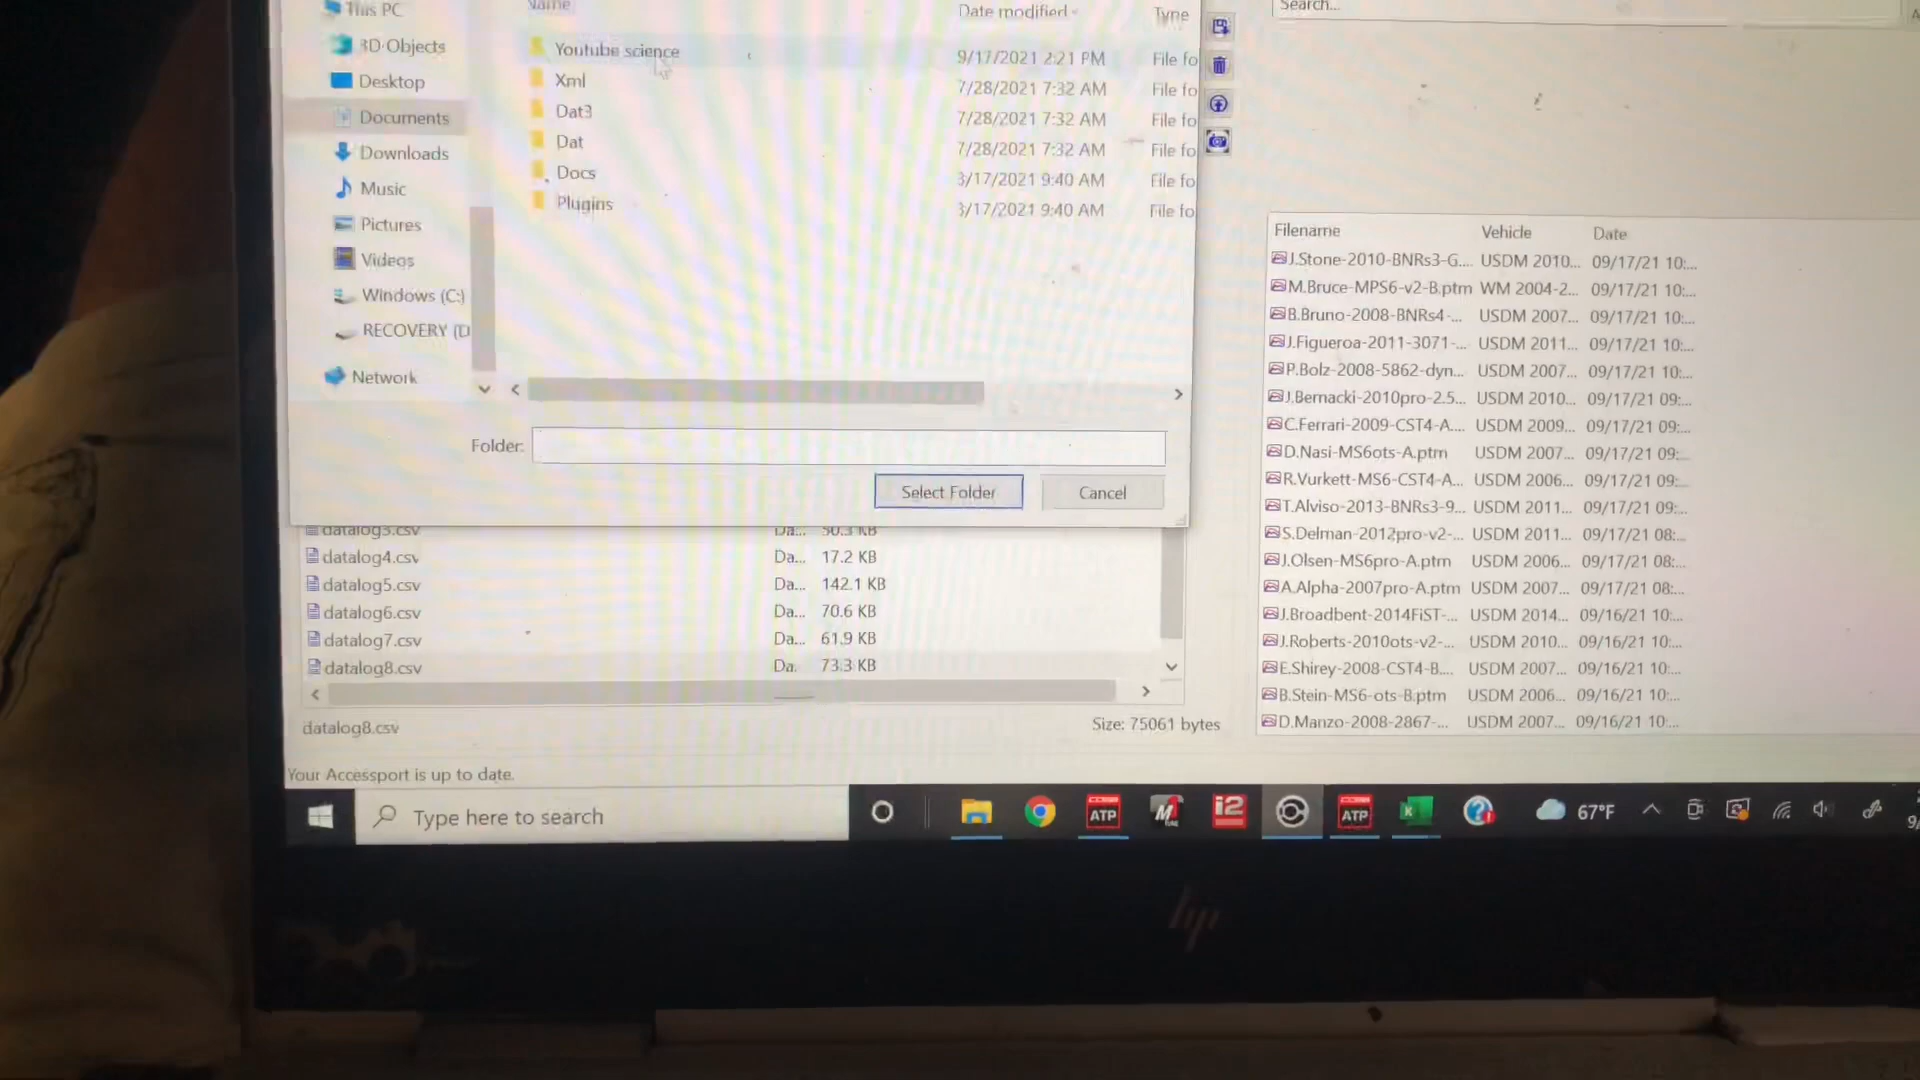 This PC
3D Objects
Desktop
Documents
Downloads
Music
Pictures
Videos
Windows (C:)
RECOVERY (D
Network
Name
Date modified
Type
Youtube science
9/17/2021 2:21 PM
File fo
Xml
7/28/2021 7:32 AM
File fo
Dat3
7/28/2021 7:32 AM
File fo
Dat
7/28/2021 7:32 AM
File fo
Docs
3/17/2021 9:40 AM
File fo
Plugins
3/17/2021 9:40 AM
File fo
Folder:
Select Folder
Cancel
datalog3.csv Da... 50.3 KB
datalog4.csv Da... 17.2 KB
datalog5.csv Da... 142.1 KB
datalog6.csv Da... 70.6 KB
datalog7.csv Da... 61.9 KB
datalog8.csv Da. 73.3 KB
datalog8.csv
Size: 75061 bytes
Your Accessport is up to date.
Search...
Filename Vehicle Date
J.Stone-2010-BNRs3-G.... USDM 2010... 09/17/21 10:...
M.Bruce-MPS6-v2-B.ptm WM 2004-2... 09/17/21 10:...
B.Bruno-2008-BNRs4-... USDM 2007... 09/17/21 10:...
J.Figueroa-2011-3071-... USDM 2011... 09/17/21 10:...
P.Bolz-2008-5862-dyn... USDM 2007... 09/17/21 10:...
J.Bernacki-2010pro-2.5... USDM 2010... 09/17/21 09:...
C.Ferrari-2009-CST4-A.... USDM 2009... 09/17/21 09:...
D.Nasi-MS6ots-A.ptm USDM 2007... 09/17/21 09:...
R.Vurkett-MS6-CST4-A... USDM 2006... 09/17/21 09:...
T.Alviso-2013-BNRs3-9... USDM 2011... 09/17/21 09:...
S.Delman-2012pro-v2-... USDM 2011... 09/17/21 08:...
J.Olsen-MS6pro-A.ptm USDM 2006... 09/17/21 08:...
A.Alpha-2007pro-A.ptm USDM 2007... 09/17/21 08:...
J.Broadbent-2014FiST-... USDM 2014... 09/16/21 10:...
J.Roberts-2010ots-v2-... USDM 2010... 09/16/21 10:...
E.Shirey-2008-CST4-B.... USDM 2007... 09/16/21 10:...
B.Stein-MS6-ots-B.ptm USDM 2006... 09/16/21 10:...
D.Manzo-2008-2867-... USDM 2007... 09/16/21 10:...
Type here to search
ATP
i2
ATP
67°F
hp